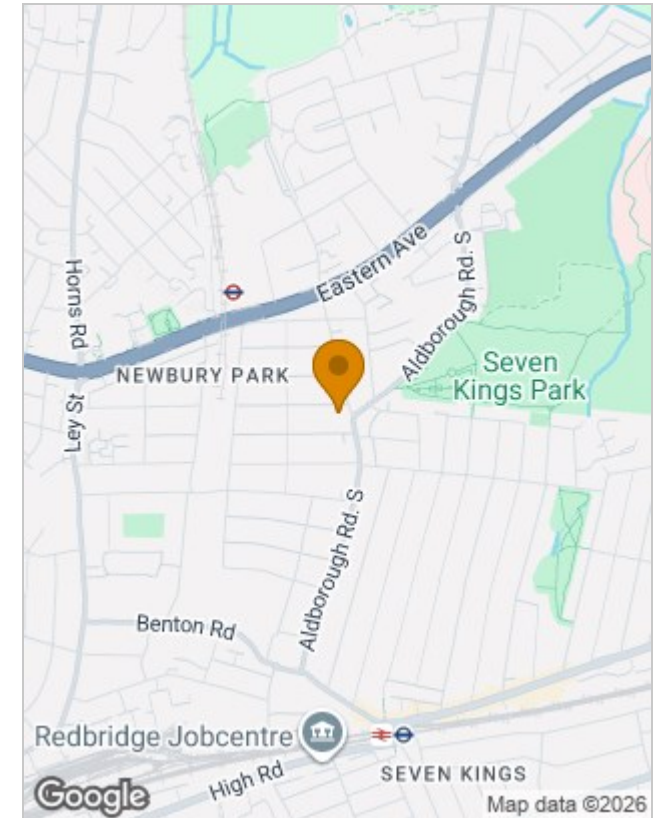 Horns Rd
Eastern Ave
Aldborough Rd. S
NEWBURY PARK
Seven
Kings Park
Ley St
Aldborough Rd. S
Benton Rd
Redbridge Jobcentre
High Rd
SEVEN KINGS
Google
Map data ©2026